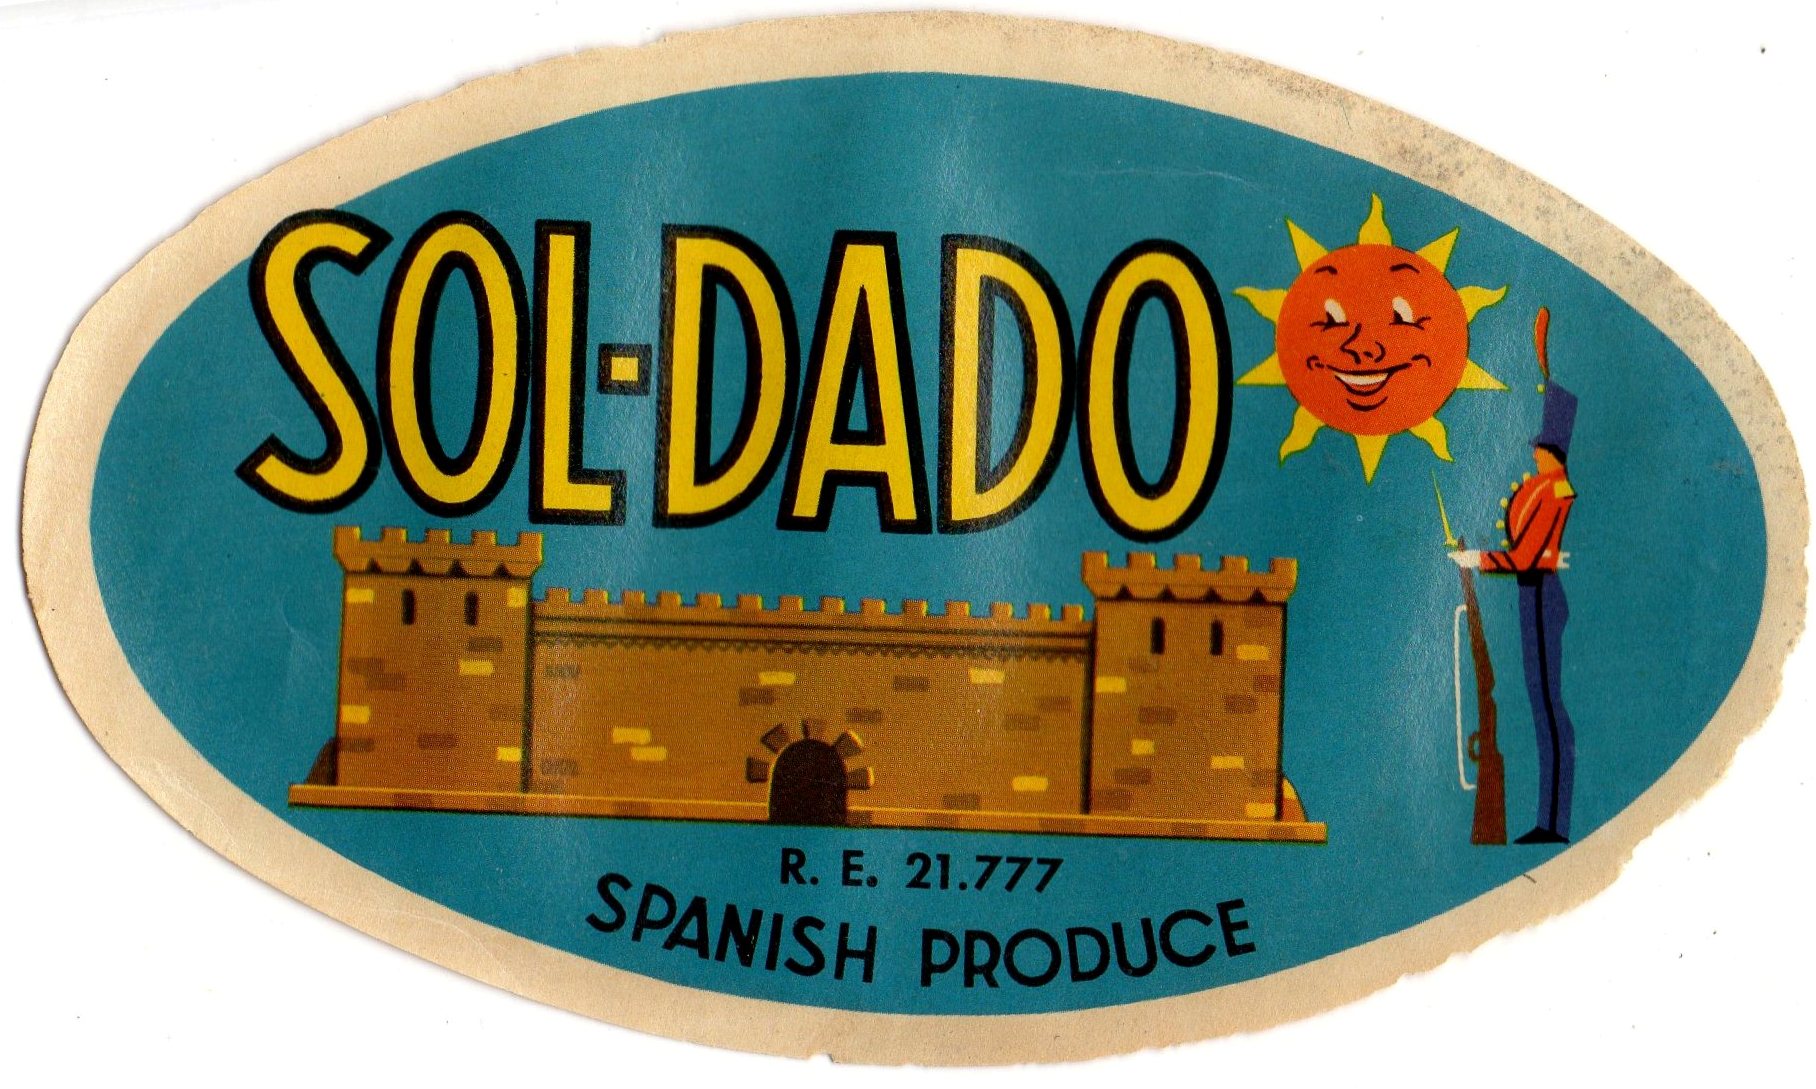 SOL-DADO
R. E. 21.777
SPANISH PRODUCE